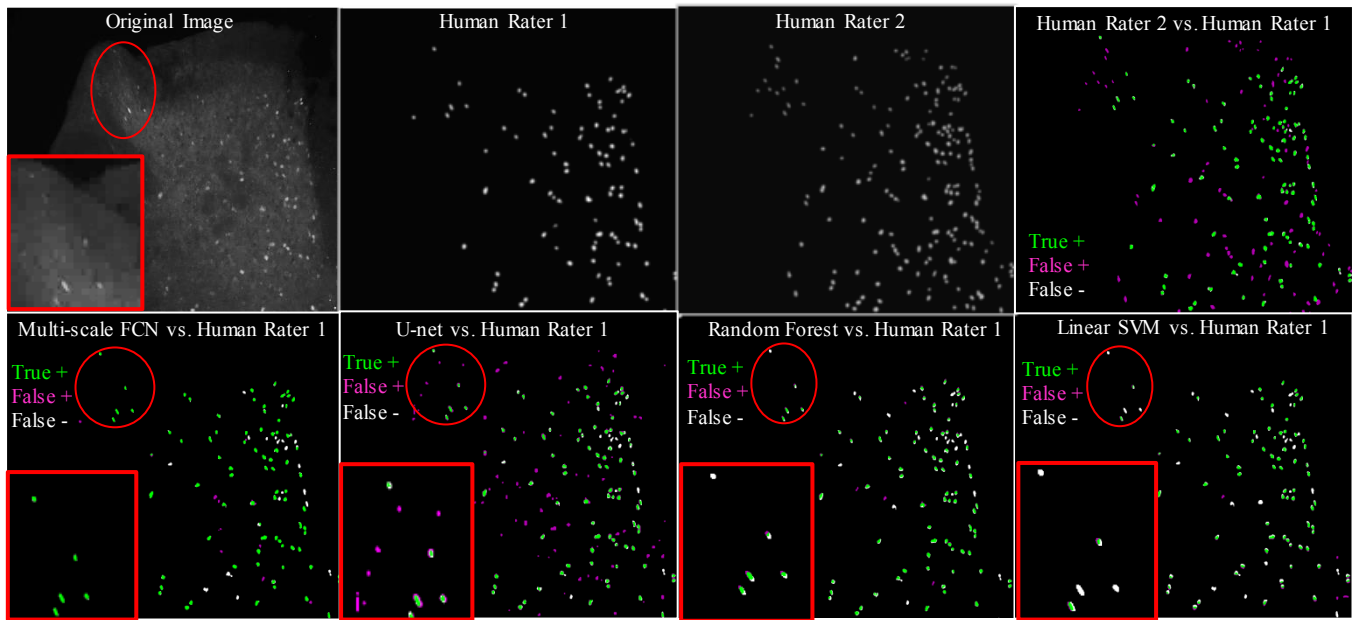 Original Image
Human Rater 1
Human Rater 2
Human Rater 2 vs. Human Rater 1
True +
False +
False -
Multi-scale FCN vs. Human Rater 1
U-net vs. Human Rater 1
Random Forest vs. Human Rater 1
Linear SVM vs. Human Rater 1
True +
False +
False -
True +
False +
False -
True +
False +
False -
True +
False +
False -